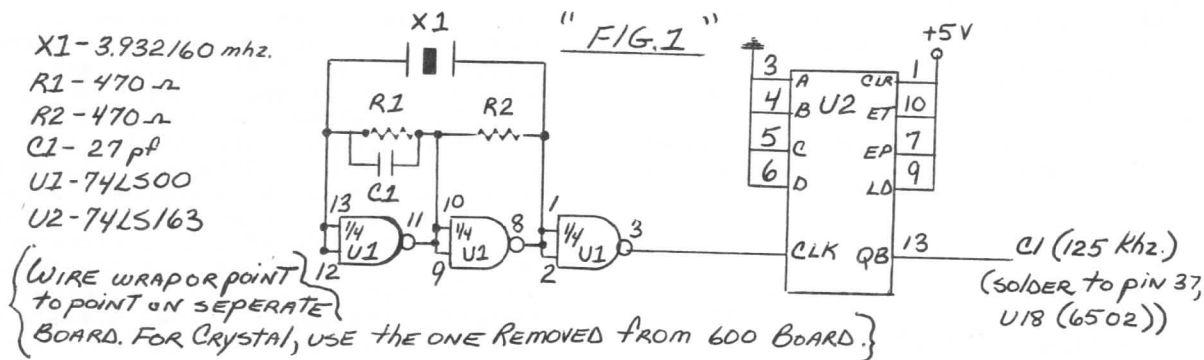 " FIG.1 "
X1 - 3.932160 mhz.
R1 - 470 Ω
R2 - 470 Ω
C1 - 27 pf
U1 - 74LS00
U2 - 74LS163
X1
R1
R2
C1
13
12
1/4
U1
11
10
9
1/4
U1
8
1
2
1/4
U1
3
+5V
3
A
4
B
5
C
6
D
U2
CLR
1
ET
10
EP
7
LD
9
CLK
QB
13
C1 (125 Khz.)
(solder to pin 37,
U18 (6502))
{WIRE WRAP OR POINT
to point ON SEPERATE
BOARD. FOR CRYSTAL, USE the ONE REMOVED from 600 BOARD.}